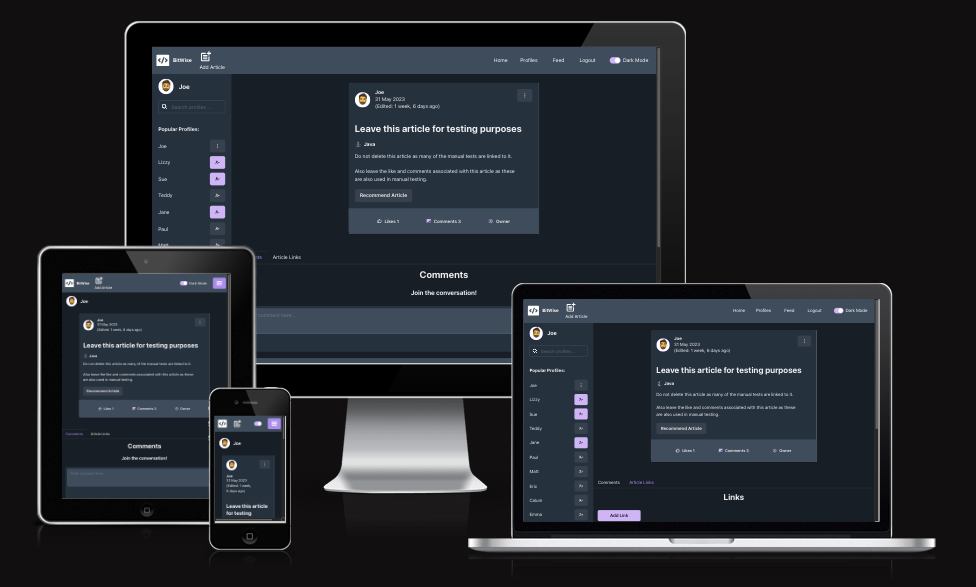 BitWise
Add Article
Home Profiles Feed Logout Dark Mode
Joe
Search profiles ...
Popular Profiles:
Joe
Lizzy
Sue
Teddy
Jane
Paul
Matt
Joe
31 May 2023
(Edited: 1 week, 6 days ago)
Leave this article for testing purposes
Java
Do not delete this article as many of the manual tests are linked to it.
Also leave the like and comments associated with this article as these
are also used in manual testing.
Recommend Article
Likes 1 Comments 3 Owner
Article Links
Comments
Join the conversation!
BitWise
Add Article
Dark Mode
Joe
Joe
31 May 2023
(Edited: 1 week, 6 days ago)
Leave this article for testing purposes
Java
Do not delete this article as many of the manual tests are linked to it.
Also leave the like and comments associated with this article as these
are also used in manual testing.
Recommend Article
Likes 1 Comments 3 Owner
Comments Article Links
Comments
Join the conversation!
Joe
Joe
31 May 2023
(Edited: 1 week,
6 days ago)
Leave this article
for testing
BitWise
Add Article
Home Profiles Feed Logout Dark Mode
Joe
Search profiles...
Popular Profiles:
Joe
Lizzy
Sue
Teddy
Jane
Paul
Matt
Eric
Calum
Emma
Joe
31 May 2023
(Edited: 1 week, 6 days ago)
Leave this article for testing purposes
Java
Do not delete this article as many of the manual tests are linked to it.
Also leave the like and comments associated with this article as these
are also used in manual testing.
Recommend Article
Likes 1 Comments 3 Owner
Comments Article Links
Links
Add Link